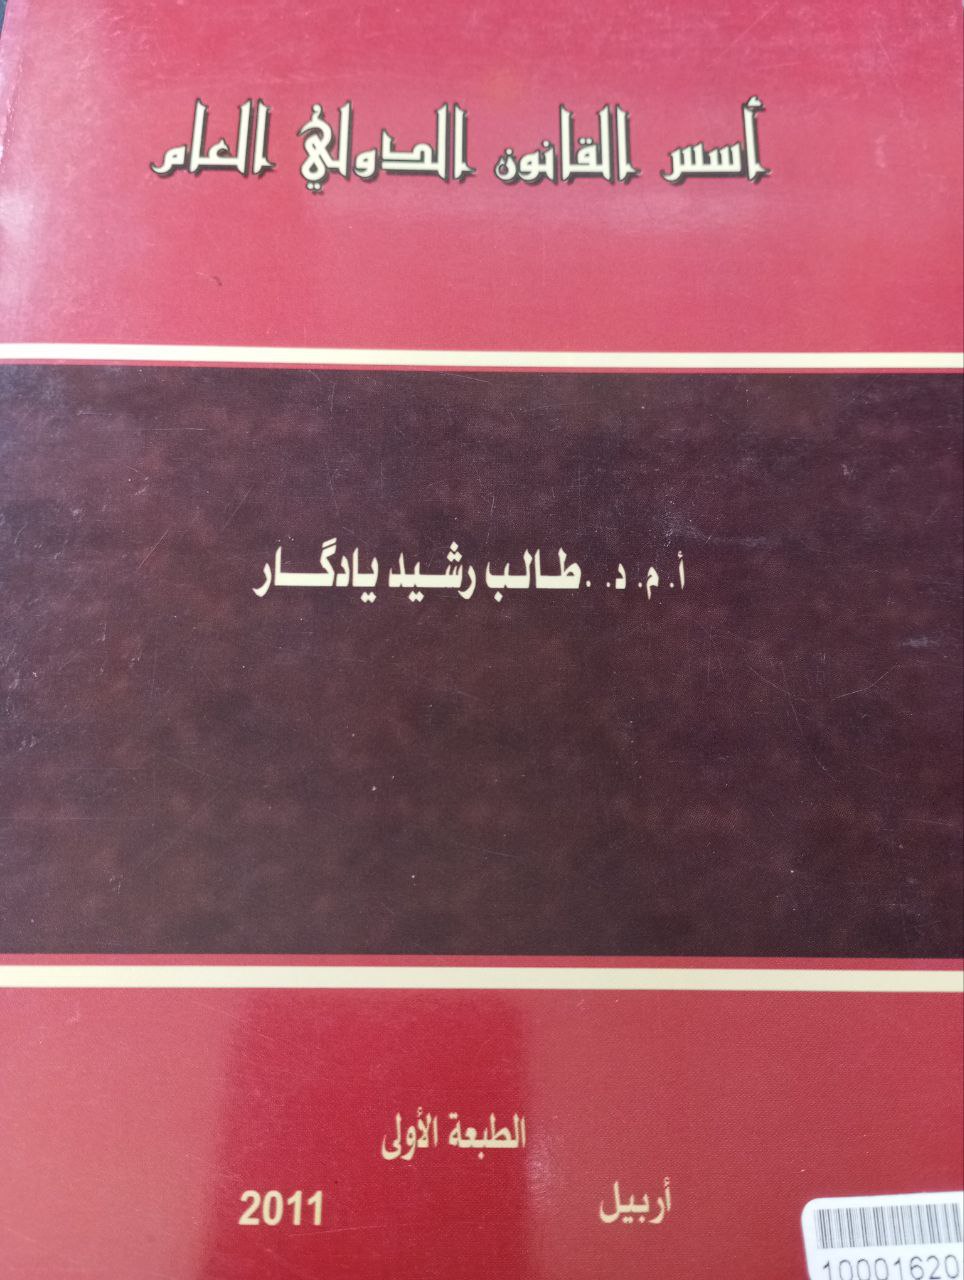 أسس القانون الدولي العام
أ. م. د. .طالب رشيد يادگار
الطبعة الأولى
أربيل 2011
10001620